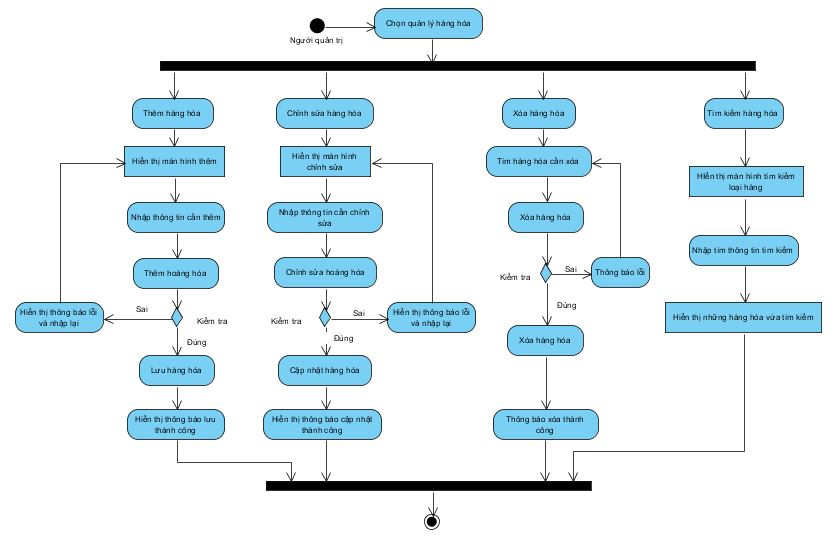 Chọn quản lý hàng hóa
Người quản trị
Thêm hàng hóa
Chỉnh sửa hàng hóa
Xóa hàng hóa
Tìm kiếm hàng hóa
Hiển thị màn hình thêm
Hiển thị màn hình
chỉnh sửa
Tìm hàng hóa cần xóa
HIển thị màn hình tìm kiếm
loại hàng
Nhập thông tin cần thêm
Nhập thông tin cần chỉnh
sửa
Xóa hàng hóa
Nhập tìm thông tin tìm kiếm
Thêm hoàng hóa
Chỉnh sửa hoàng hóa
Kiểm tra
Sai
Thông báo lỗi
Đúng
Hiển thị thông báo lỗi
và nhập lại
Sai
Kiểm tra
Đúng
Kiểm tra
Sai
Đúng
Hiển thị thông báo lỗi
và nhập lại
Hiển thị những hàng hóa vừa tìm kiếm
Xóa hàng hóa
Lưu hàng hóa
Cập nhật hàng hóa
Hiển thị thông báo lưu
thành công
Hiển thị thông báo cập nhật
thành công
Thông báo xóa thành
công